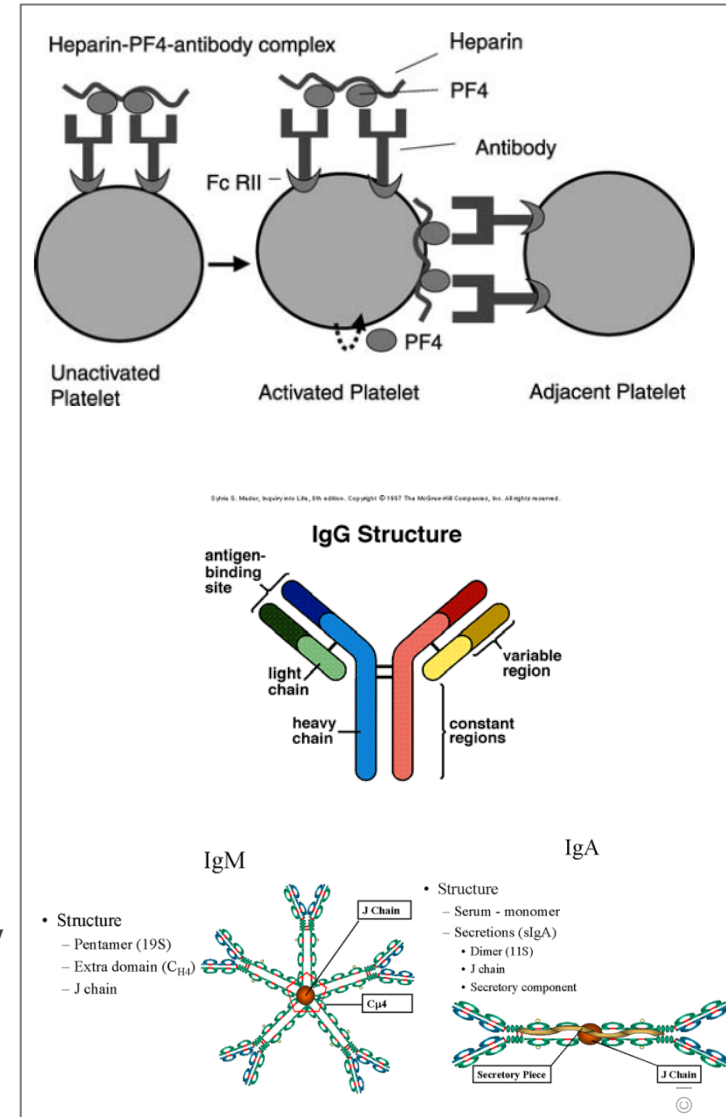 Heparin-PF4-antibody complex
Heparin
PF4
Antibody
Fc RII
PF4
Unactivated
Platelet
Activated Platelet
Adjacent Platelet
Sylvia S. Mader, Inquiry into Life, 8th edition. Copyright © 1997 The McGraw-Hill Companies, Inc. All rights reserved.
IgG Structure
antigen-
binding
site
light
chain
heavy
chain
variable
region
constant
regions
IgM
• Structure
– Pentamer (19S)
– Extra domain (CH4)
– J chain
J Chain
Cμ4
IgA
• Structure
– Serum - monomer
– Secretions (sIgA)
• Dimer (11S)
• J chain
• Secretory component
Secretory Piece
J Chain
©